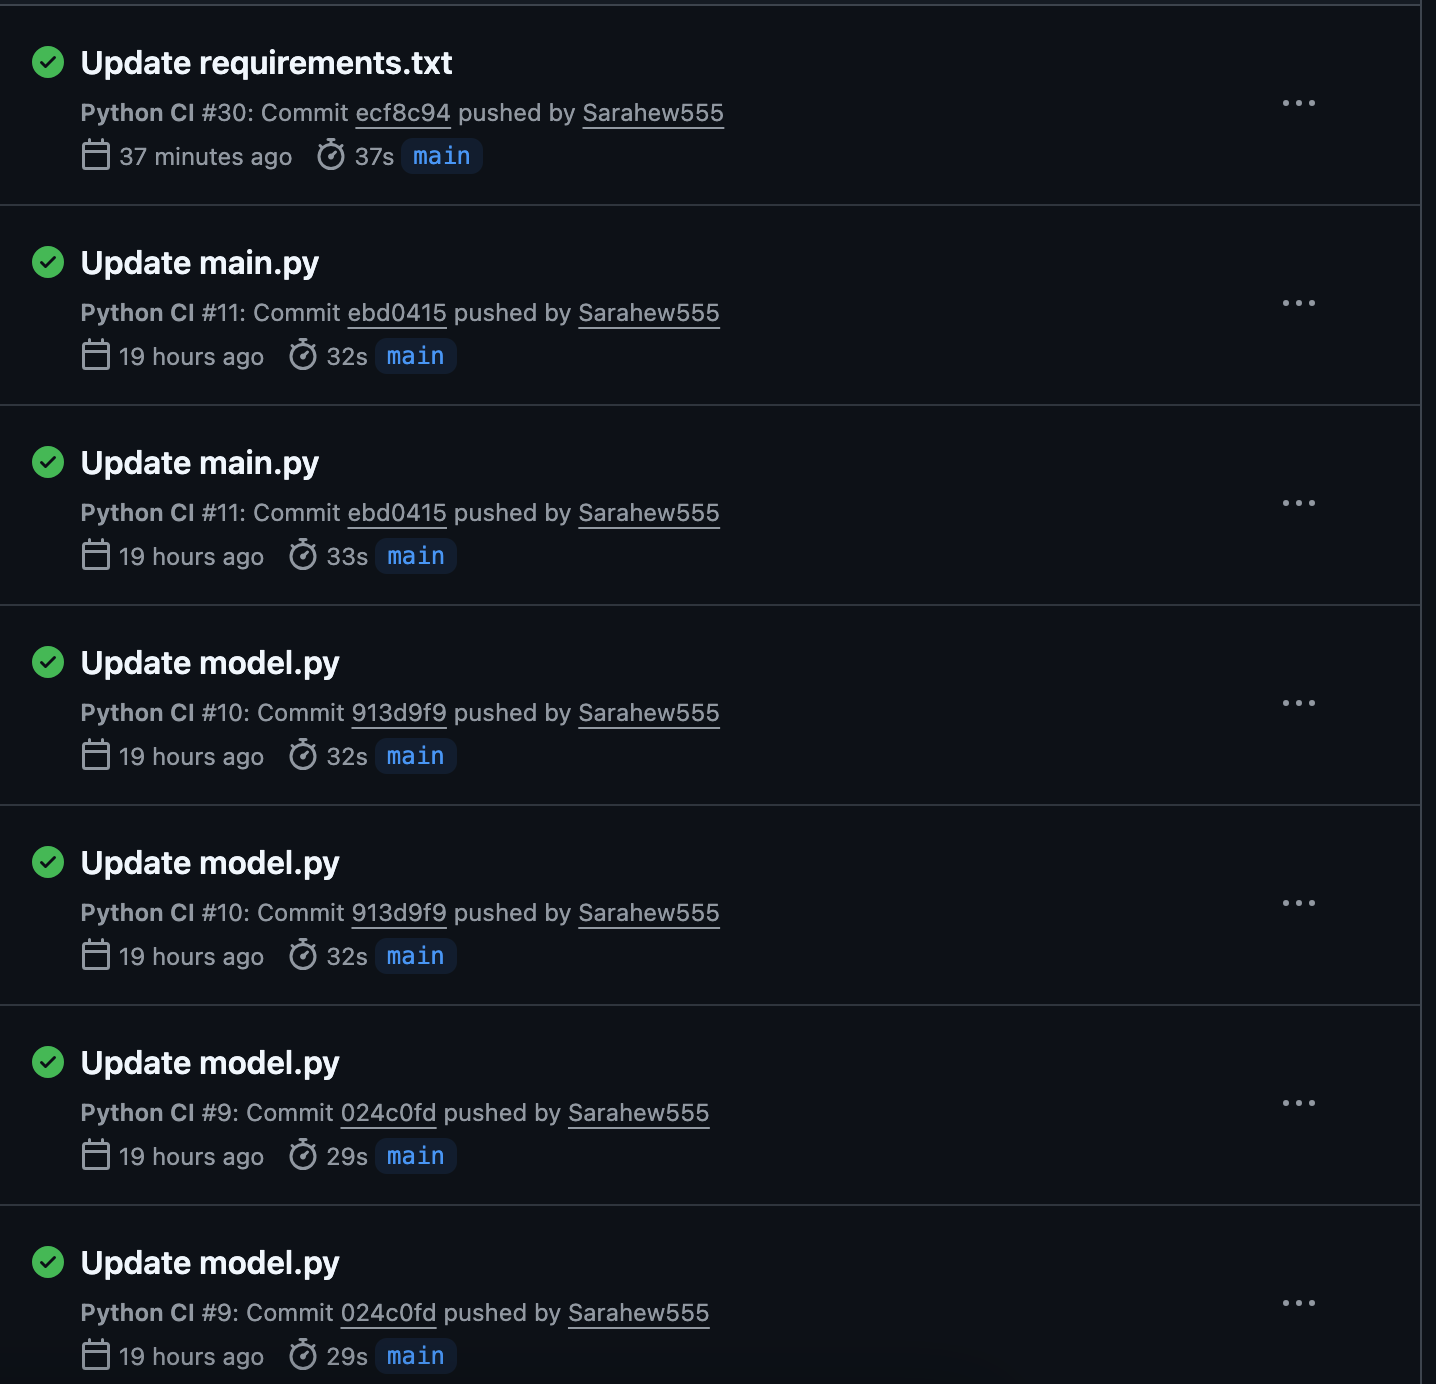 Update requirements.txt
Python CI #30: Commit ecf8c94 pushed by Sarahew555
37 minutes ago 37s main
Update main.py
Python CI #11: Commit ebd0415 pushed by Sarahew555
19 hours ago 32s main
Update main.py
Python CI #11: Commit ebd0415 pushed by Sarahew555
19 hours ago 33s main
Update model.py
Python CI #10: Commit 913d9f9 pushed by Sarahew555
19 hours ago 32s main
Update model.py
Python CI #10: Commit 913d9f9 pushed by Sarahew555
19 hours ago 32s main
Update model.py
Python CI #9: Commit 024c0fd pushed by Sarahew555
19 hours ago 29s main
Update model.py
Python CI #9: Commit 024c0fd pushed by Sarahew555
19 hours ago 29s main